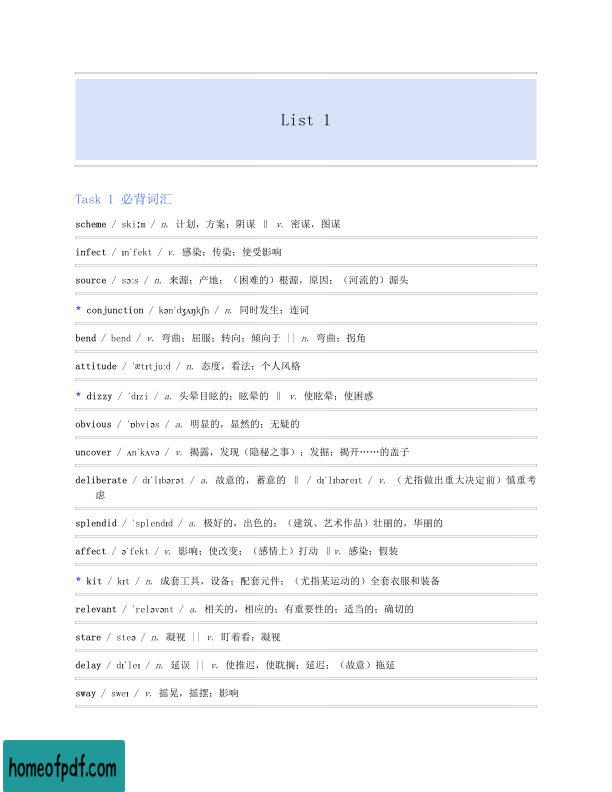 List 1
Task 1 必背词汇
scheme / skiːm / n. 计划，方案；阴谋 ‖ v. 密谋，图谋
infect / ɪnˈfekt / v. 感染；传染；使受影响
source / sɔːs / n. 来源；产地；（困难的）根源，原因；（河流的）源头
* conjunction / kənˈdʒʌŋkʃn / n. 同时发生；连词
bend / bend / v. 弯曲；屈服；转向；倾向于 || n. 弯曲；拐角
attitude / ˈætɪtjuːd / n. 态度，看法；个人风格
* dizzy / ˈdɪzi / a. 头晕目眩的；眩晕的 ‖ v. 使眩晕；使困惑
obvious / ˈɒbviəs / a. 明显的，显然的；无疑的
uncover / ʌnˈkʌvə / v. 揭露，发现（隐秘之事）；发掘；揭开……的盖子
deliberate / dɪˈlɪbərət / a. 故意的，蓄意的 ‖ / dɪˈlɪbəreɪt / v. （尤指做出重大决定前）慎重考
虑
splendid / ˈsplendɪd / a. 极好的，出色的；（建筑、艺术作品）壮丽的，华丽的
affect / əˈfekt / v. 影响；使改变；（感情上）打动 ‖v. 感染；假装
* kit / kɪt / n. 成套工具，设备；配套元件；（尤指某运动的）全套衣服和装备
relevant / ˈreləvənt / a. 相关的，相应的；有重要性的；适当的；确切的
stare / steə / n. 凝视 || v. 盯着看；凝视
delay / dɪˈleɪ / n. 延误 || v. 使推迟，使耽搁；延迟；（故意）拖延
sway / sweɪ / v. 摇晃，摇摆；影响
homeofpdf.com